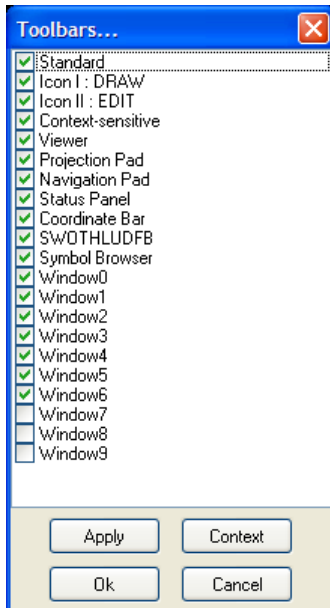 Toolbars...
Standard
Icon I : DRAW
Icon II : EDIT
Context-sensitive
Viewer
Projection Pad
Navigation Pad
Status Panel
Coordinate Bar
SWOTHLUDFB
Symbol Browser
Window0
Window1
Window2
Window3
Window4
Window5
Window6
Window7
Window8
Window9
Apply Context
Ok Cancel